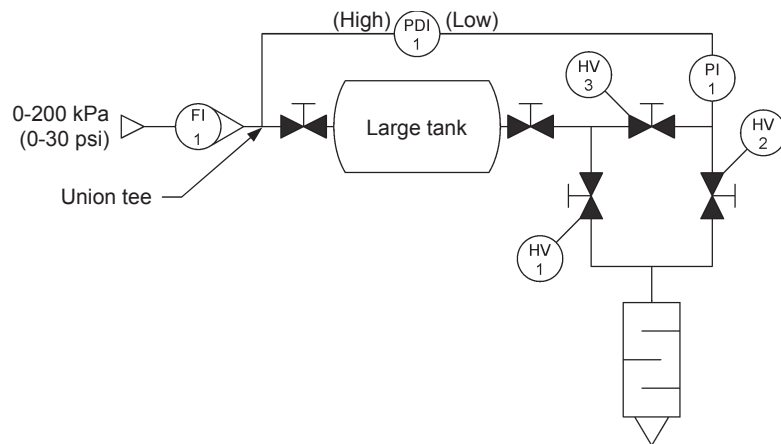 (High)
PDI
1
(Low)
HV
3
PI
1
0-200 kPa
(0-30 psi)
FI
1
Large tank
HV
2
Union tee
HV
1